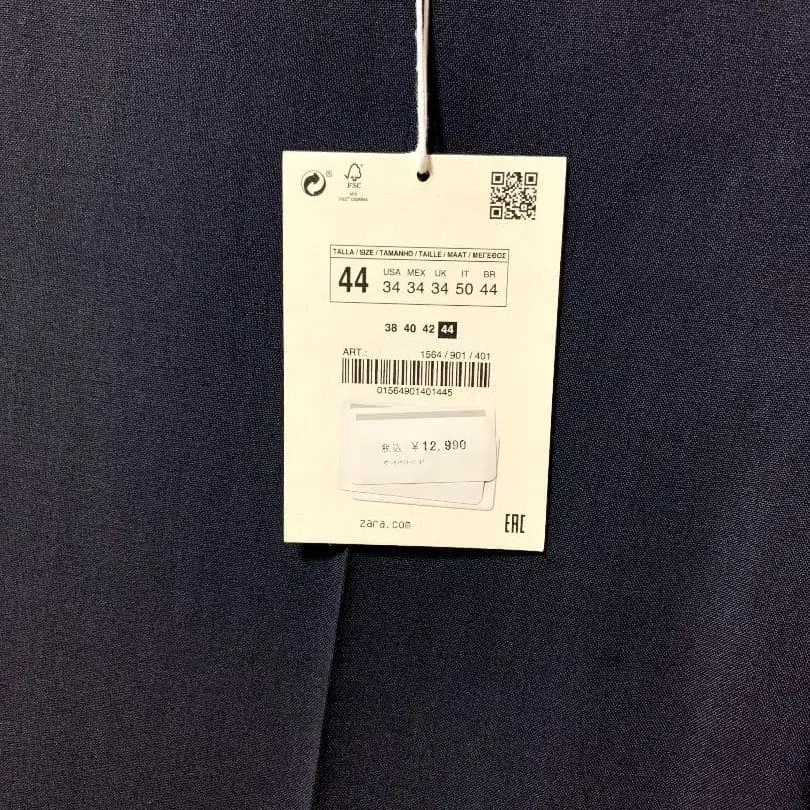 ®
FSC
TALLA / SIZE / TAMANHO / TAILLE / MAAT / ΜΕΓΕΘΟΣ
44
USA MEX UK IT BR
34 34 34 50 44
38 40 42 44
ART.: 1564 / 901 / 401
01564901401445
税込 ¥12,990
zara.com
EAC